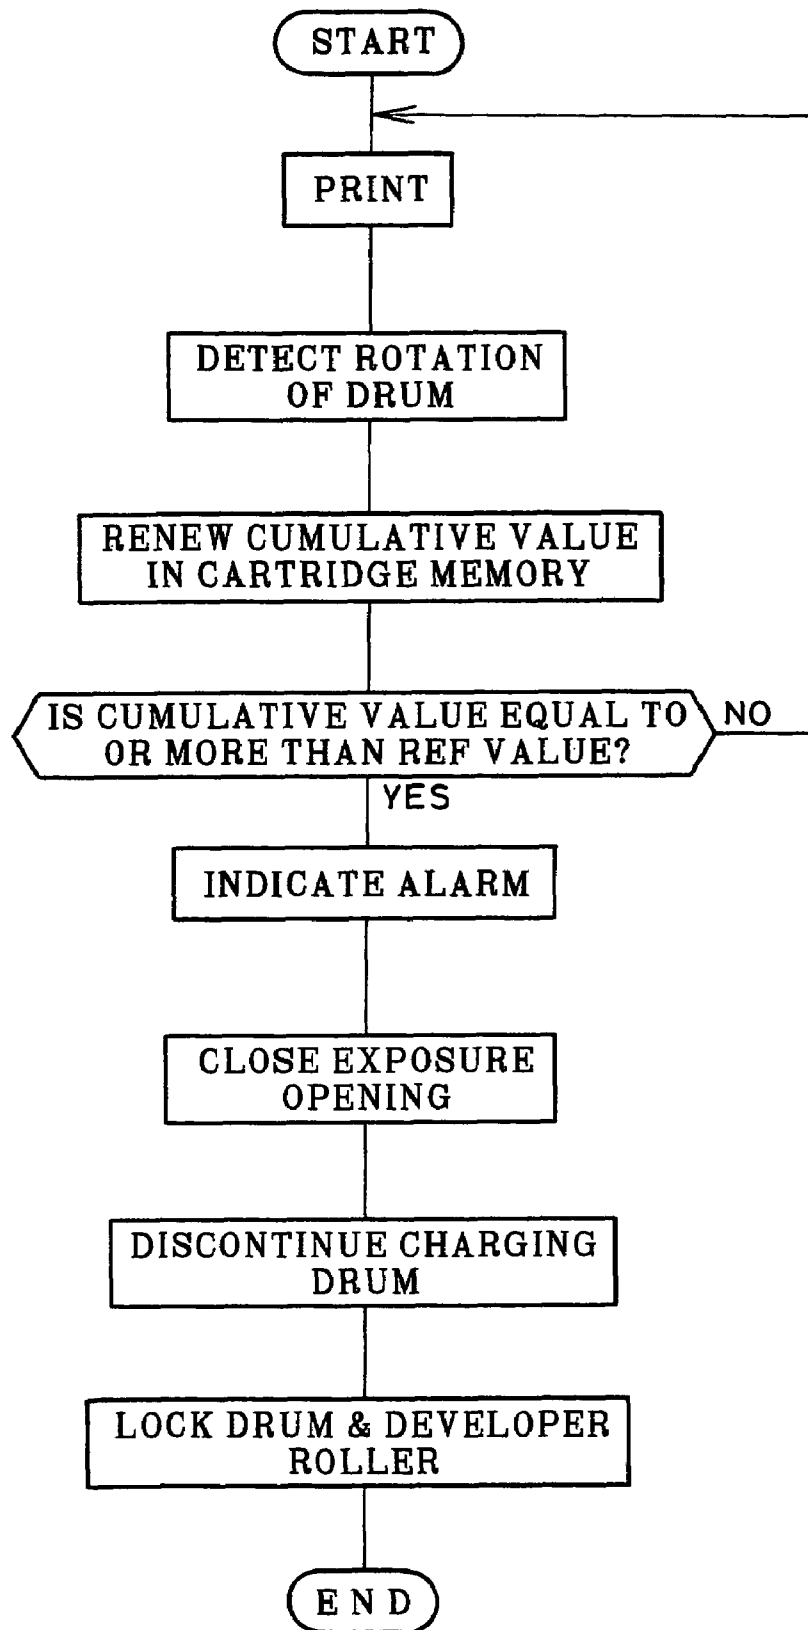 START
PRINT
DETECT ROTATION
OF DRUM
RENEW CUMULATIVE VALUE
IN CARTRIDGE MEMORY
IS CUMULATIVE VALUE EQUAL TO
OR MORE THAN REF VALUE?
NO
YES
INDICATE ALARM
CLOSE EXPOSURE
OPENING
DISCONTINUE CHARGING
DRUM
LOCK DRUM & DEVELOPER
ROLLER
END